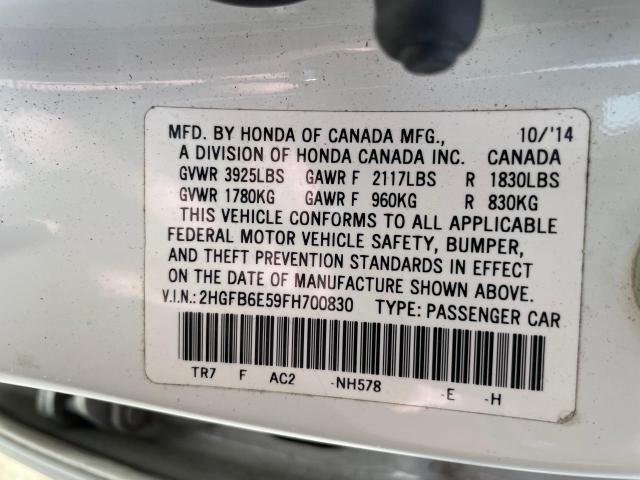 MFD. BY HONDA OF CANADA MFG., 10/'14
A DIVISION OF HONDA CANADA INC. CANADA
GVWR 3925LBS GAWR F 2117LBS R 1830LBS
GVWR 1780KG GAWR F 960KG R 830KG
THIS VEHICLE CONFORMS TO ALL APPLICABLE
FEDERAL MOTOR VEHICLE SAFETY, BUMPER,
AND THEFT PREVENTION STANDARDS IN EFFECT
ON THE DATE OF MANUFACTURE SHOWN ABOVE.
V.I.N.: 2HGFB6E59FH700830 TYPE: PASSENGER CAR
TR7 F AC2 -NH578 -E -H